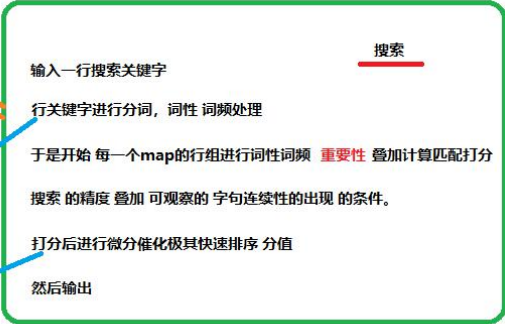 搜索
输入一行搜索关键字
行关键字进行分词，词性 词频处理
于是开始 每一个map的行组进行词性词频 重要性 叠加计算匹配打分
搜索 的精度 叠加 可观察的 字句连续性的出现 的条件。
打分后进行微分催化极其快速排序 分值
然后输出